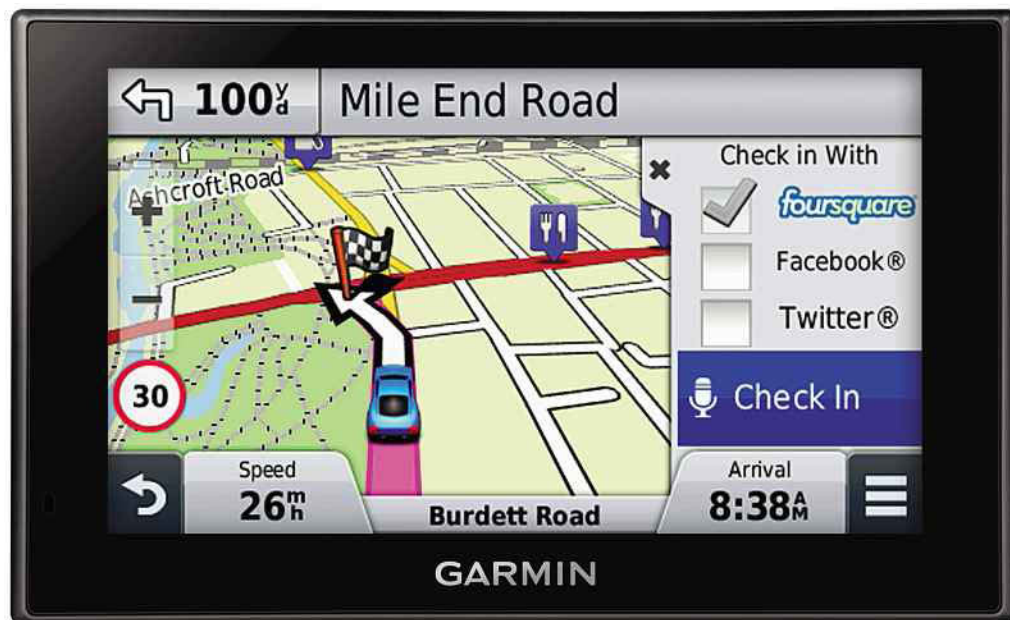 100yd
Mile End Road
Check in With
Ashcroft Road
foursquare
Facebook®
Twitter®
30
Check In
Speed
26mh
Arrival
8:38AM
Burdett Road
GARMIN